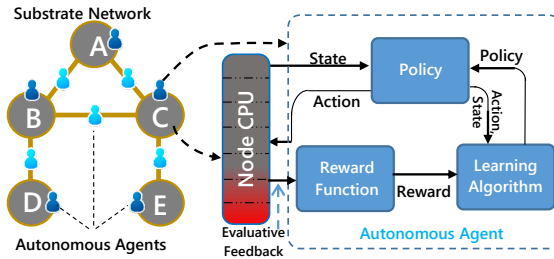 Substrate Network
A
B
C
D
E
Autonomous Agents
Node CPU
Evaluative
Feedback
State
Action
Policy
Policy
Action,
State
Reward
Function
Reward
Learning
Algorithm
Autonomous Agent